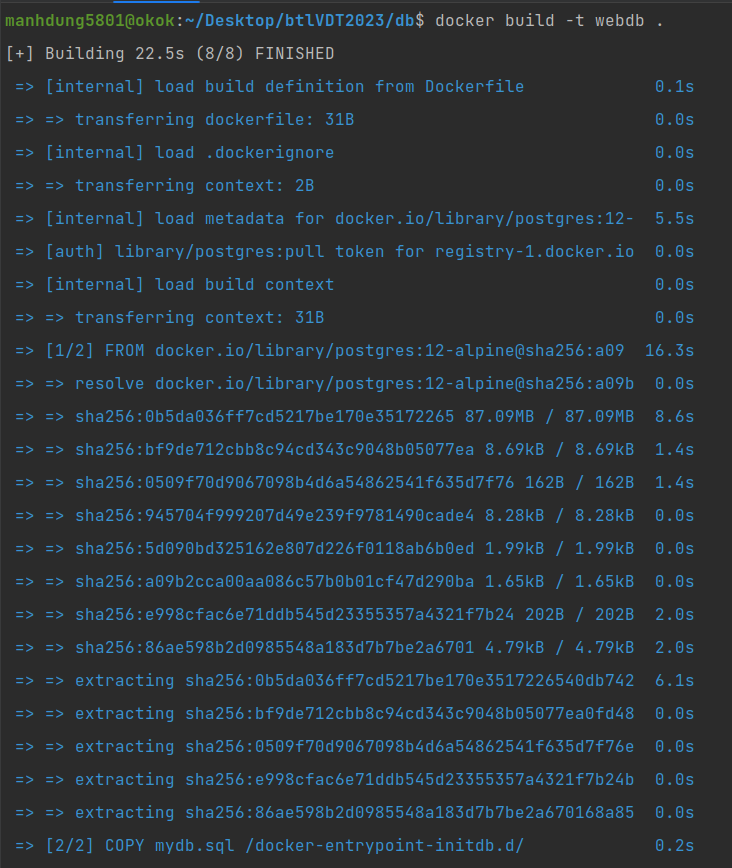 manhdung5801@okok:~/Desktop/btlVDT2023/db$ docker build -t webdb .
[+] Building 22.5s (8/8) FINISHED
=> [internal] load build definition from Dockerfile 0.1s
=> => transferring dockerfile: 31B 0.0s
=> [internal] load .dockerignore 0.0s
=> => transferring context: 2B 0.0s
=> [internal] load metadata for docker.io/library/postgres:12- 5.5s
=> [auth] library/postgres:pull token for registry-1.docker.io 0.0s
=> [internal] load build context 0.0s
=> => transferring context: 31B 0.0s
=> [1/2] FROM docker.io/library/postgres:12-alpine@sha256:a09 16.3s
=> => resolve docker.io/library/postgres:12-alpine@sha256:a09b 0.0s
=> => sha256:0b5da036ff7cd5217be170e35172265 87.09MB / 87.09MB 8.6s
=> => sha256:bf9de712cbb8c94cd343c9048b05077ea 8.69kB / 8.69kB 1.4s
=> => sha256:0509f70d9067098b4d6a54862541f635d7f76 162B / 162B 1.4s
=> => sha256:945704f999207d49e239f9781490cade4 8.28kB / 8.28kB 0.0s
=> => sha256:5d090bd325162e807d226f0118ab6b0ed 1.99kB / 1.99kB 0.0s
=> => sha256:a09b2cca00aa086c57b0b01cf47d290ba 1.65kB / 1.65kB 0.0s
=> => sha256:e998cfac6e71ddb545d23355357a4321f7b24 202B / 202B 2.0s
=> => sha256:86ae598b2d0985548a183d7b7be2a6701 4.79kB / 4.79kB 2.0s
=> => extracting sha256:0b5da036ff7cd5217be170e3517226540db742 6.1s
=> => extracting sha256:bf9de712cbb8c94cd343c9048b05077ea0fd48 0.0s
=> => extracting sha256:0509f70d9067098b4d6a54862541f635d7f76e 0.0s
=> => extracting sha256:e998cfac6e71ddb545d23355357a4321f7b24b 0.0s
=> => extracting sha256:86ae598b2d0985548a183d7b7be2a670168a85 0.0s
=> [2/2] COPY mydb.sql /docker-entrypoint-initdb.d/ 0.2s